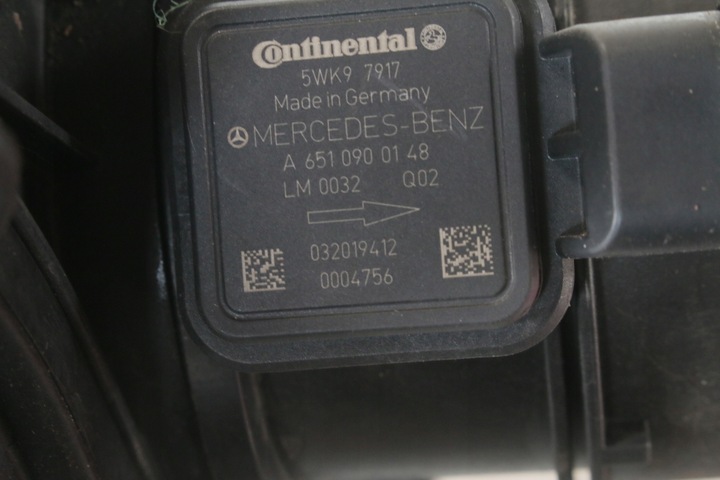 Continental
5WK9 7917
Made in Germany
MERCEDES-BENZ
A 651 090 01 48
LM 0032 Q02
032019412
0004756